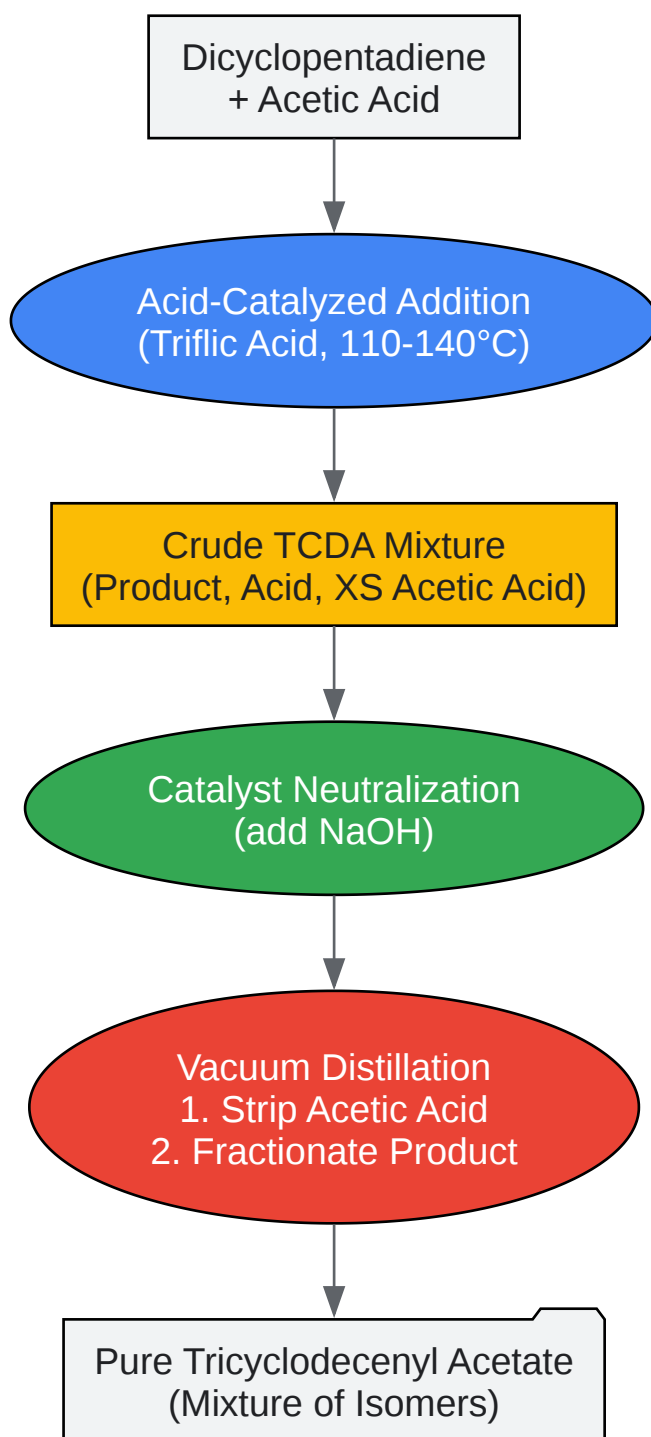 Dicyclopentadiene
+ Acetic Acid
Acid-Catalyzed Addition
(Triflic Acid, 110-140°C)
Crude TCDA Mixture
(Product, Acid, XS Acetic Acid)
Catalyst Neutralization
(add NaOH)
Vacuum Distillation
1. Strip Acetic Acid
2. Fractionate Product
Pure Tricyclodecenyl Acetate
(Mixture of Isomers)